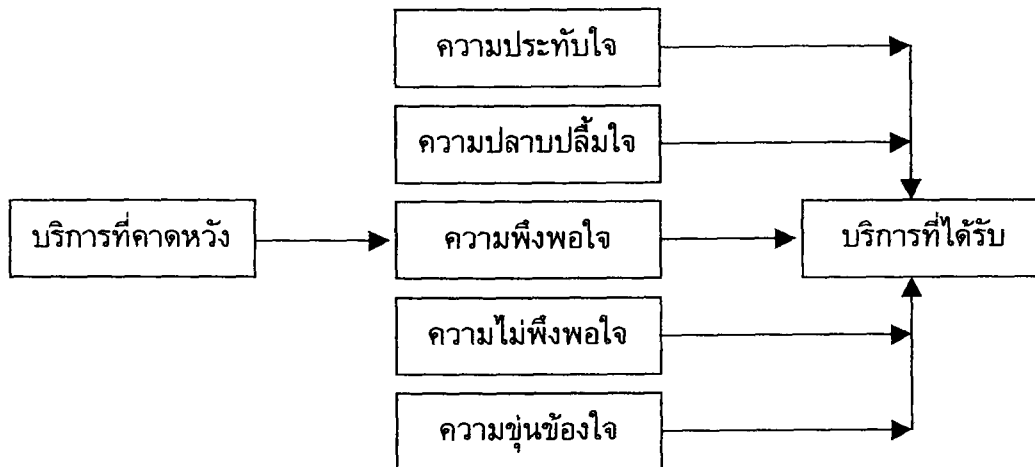 ความประทับใจ
ความปลาบปลื้มใจ
บริการที่คาดหวัง
ความพึงพอใจ
บริการที่ได้รับ
ความไม่พึงพอใจ
ความขุ่นข้องใจ